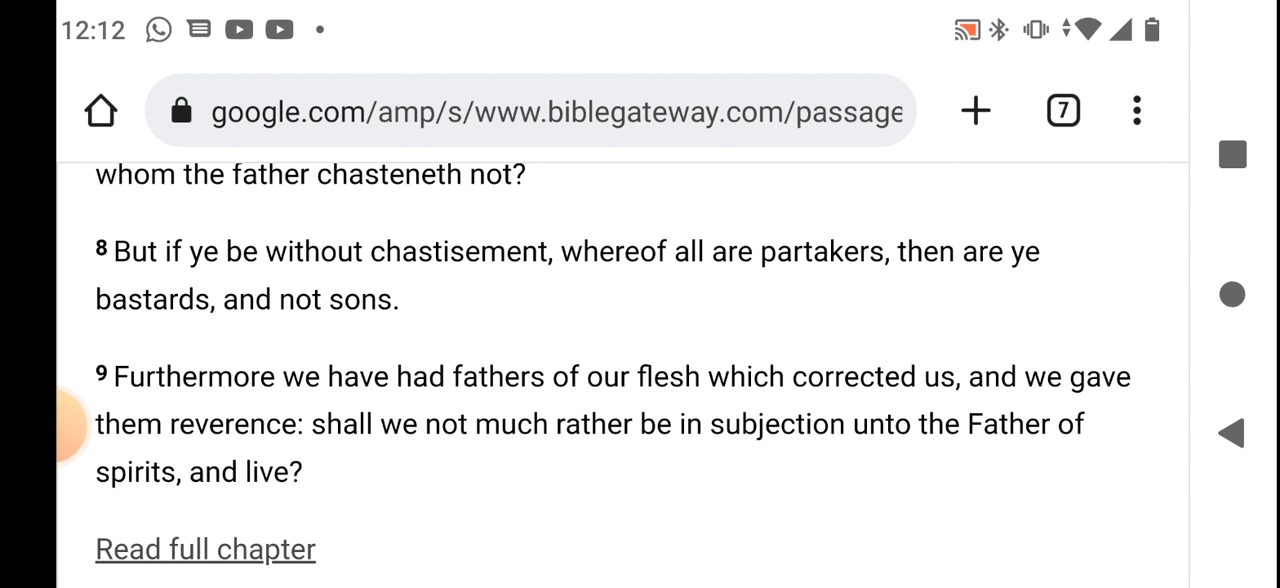 12:12
google.com/amp/s/www.biblegateway.com/passage
7
whom the father chasteneth not?
8 But if ye be without chastisement, whereof all are partakers, then are ye
bastards, and not sons.
9 Furthermore we have had fathers of our flesh which corrected us, and we gave
them reverence: shall we not much rather be in subjection unto the Father of
spirits, and live?
Read full chapter